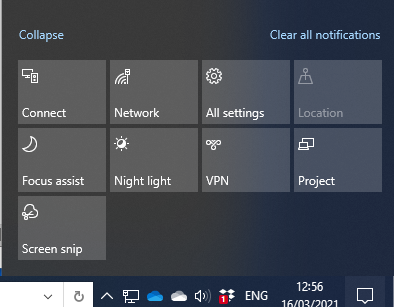 Collapse Clear all notifications
Connect Network All settings Location
Focus assist Night light VPN Project
Screen snip
1 ENG 12:56
16/03/2021